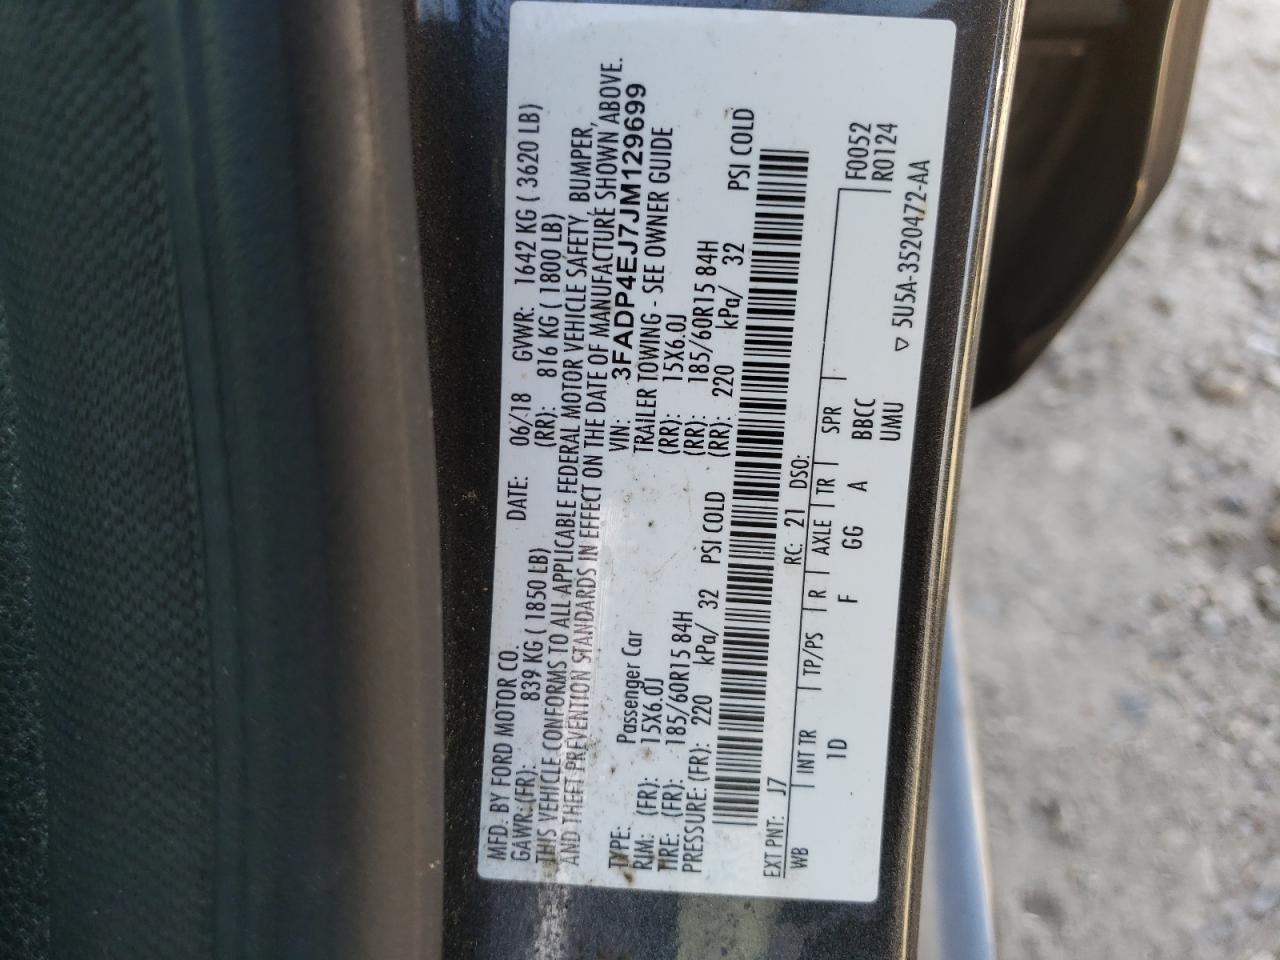 MFD. BY FORD MOTOR CO. DATE: 06/18 GVWR: 1642 KG ( 3620 LB)
GAWR: (FR): 839 KG ( 1850 LB) (RR): 816 KG ( 1800 LB)
THIS VEHICLE CONFORMS TO ALL APPLICABLE FEDERAL MOTOR VEHICLE SAFETY, BUMPER,
AND THEFT PREVENTION STANDARDS IN EFFECT ON THE DATE OF MANUFACTURE SHOWN ABOVE.
VIN: 3FADP4EJ7JM129699
TYPE: Passenger Car TRAILER TOWING - SEE OWNER GUIDE
RIM: (FR): 15X6.0J (RR): 15X6.0J
TIRE: (FR): 185/60R15 84H (RR): 185/60R15 84H
PRESSURE: (FR): 220 kPa/ 32 PSI COLD (RR): 220 kPa/ 32 PSI COLD
EXT PNT: J7 RC: 21 DSO:
WB INT TR TP/PS R AXLE TR SPR F0052
1D F GG A BBCC R0124
UMU
▽ 5U5A-3520472-AA